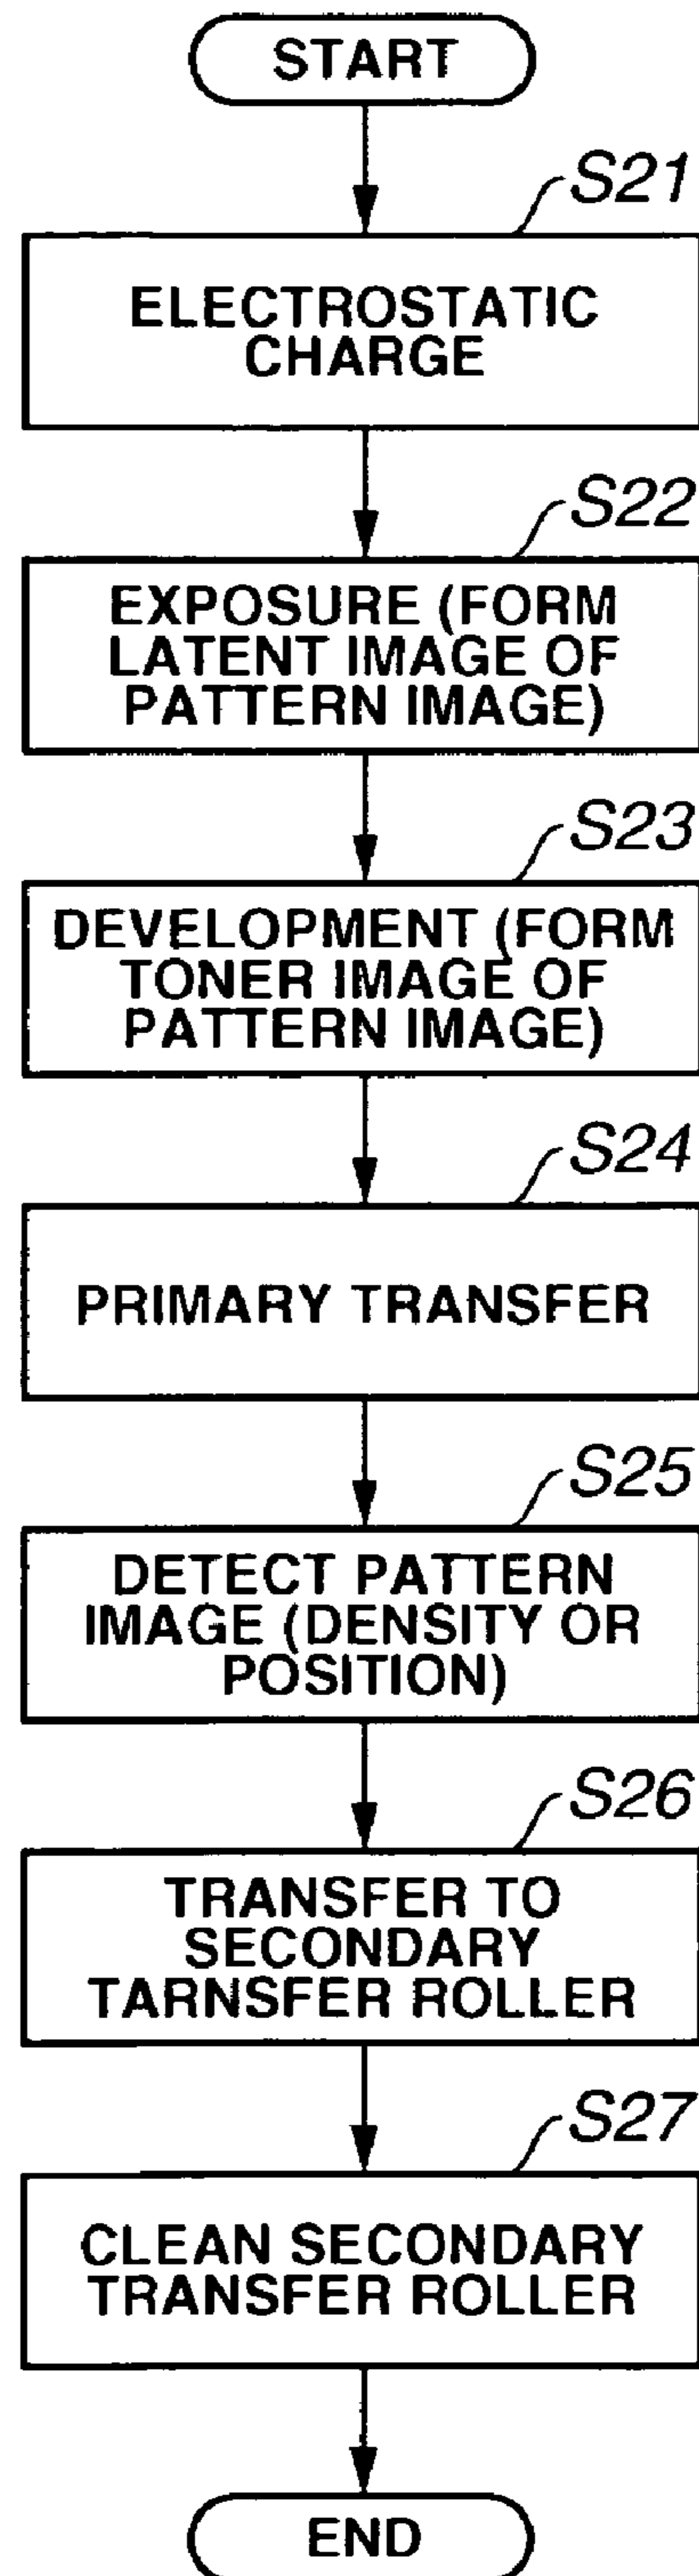 START
S21
ELECTROSTATIC
CHARGE
S22
EXPOSURE (FORM
LATENT IMAGE OF
PATTERN IMAGE)
S23
DEVELOPMENT (FORM
TONER IMAGE OF
PATTERN IMAGE)
S24
PRIMARY TRANSFER
S25
DETECT PATTERN
IMAGE (DENSITY OR
POSITION)
S26
TRANSFER TO
SECONDARY
TARNSFER ROLLER
S27
CLEAN SECONDARY
TRANSFER ROLLER
END